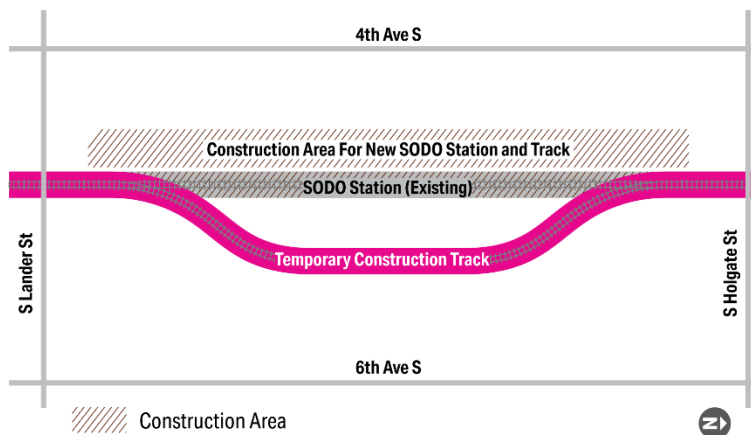 4th Ave S
Construction Area For New SODO Station and Track
SODO Station (Existing)
Temporary Construction Track
S Lander St
S Holgate St
6th Ave S
Construction Area
N